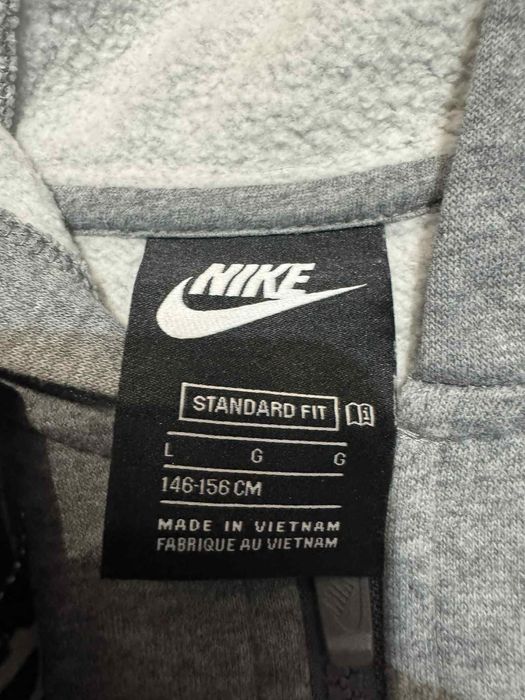 NIKE
STANDARD FIT
L G G
146-156 CM
MADE IN VIETNAM
FABRIQUE AU VIETNAM